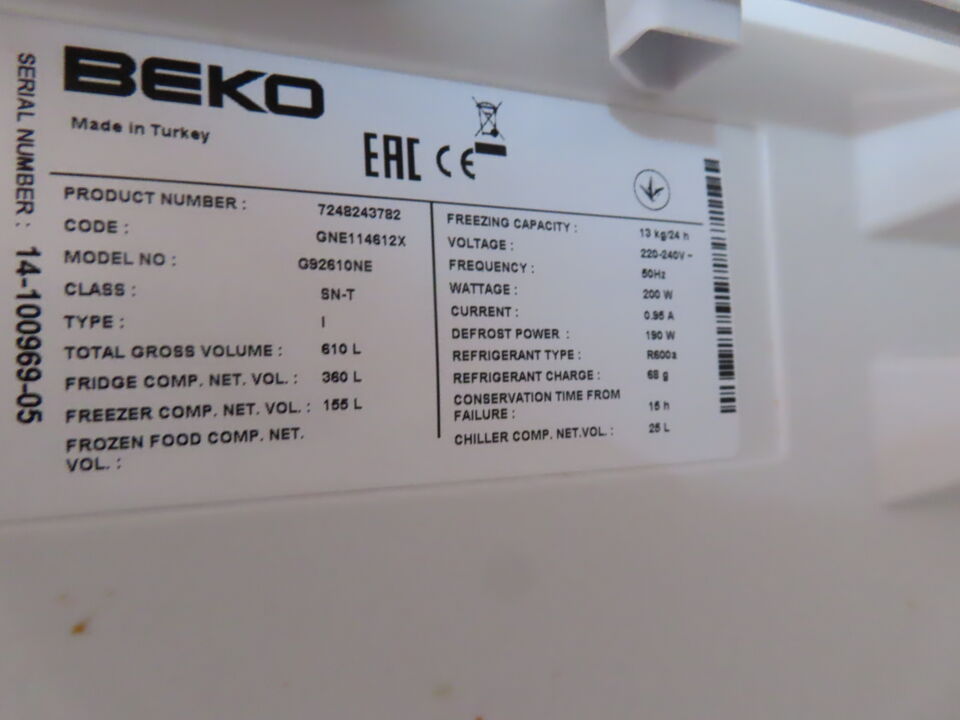 BEKO
Made in Turkey
EAC CE
SERIAL NUMBER : 14-100969-05
PRODUCT NUMBER : 7248243782
CODE : GNE114612X
MODEL NO : G92610NE
CLASS : SN-T
TYPE : I
TOTAL GROSS VOLUME : 610 L
FRIDGE COMP. NET. VOL. : 360 L
FREEZER COMP. NET. VOL. : 155 L
FROZEN FOOD COMP. NET.
VOL. :
FREEZING CAPACITY : 13 kg/24 h
VOLTAGE : 220-240V ~
FREQUENCY : 50Hz
WATTAGE : 200 W
CURRENT : 0.95 A
DEFROST POWER : 190 W
REFRIGERANT TYPE : R600a
REFRIGERANT CHARGE : 68 g
CONSERVATION TIME FROM
FAILURE : 15 h
CHILLER COMP. NET.VOL. : 25 L